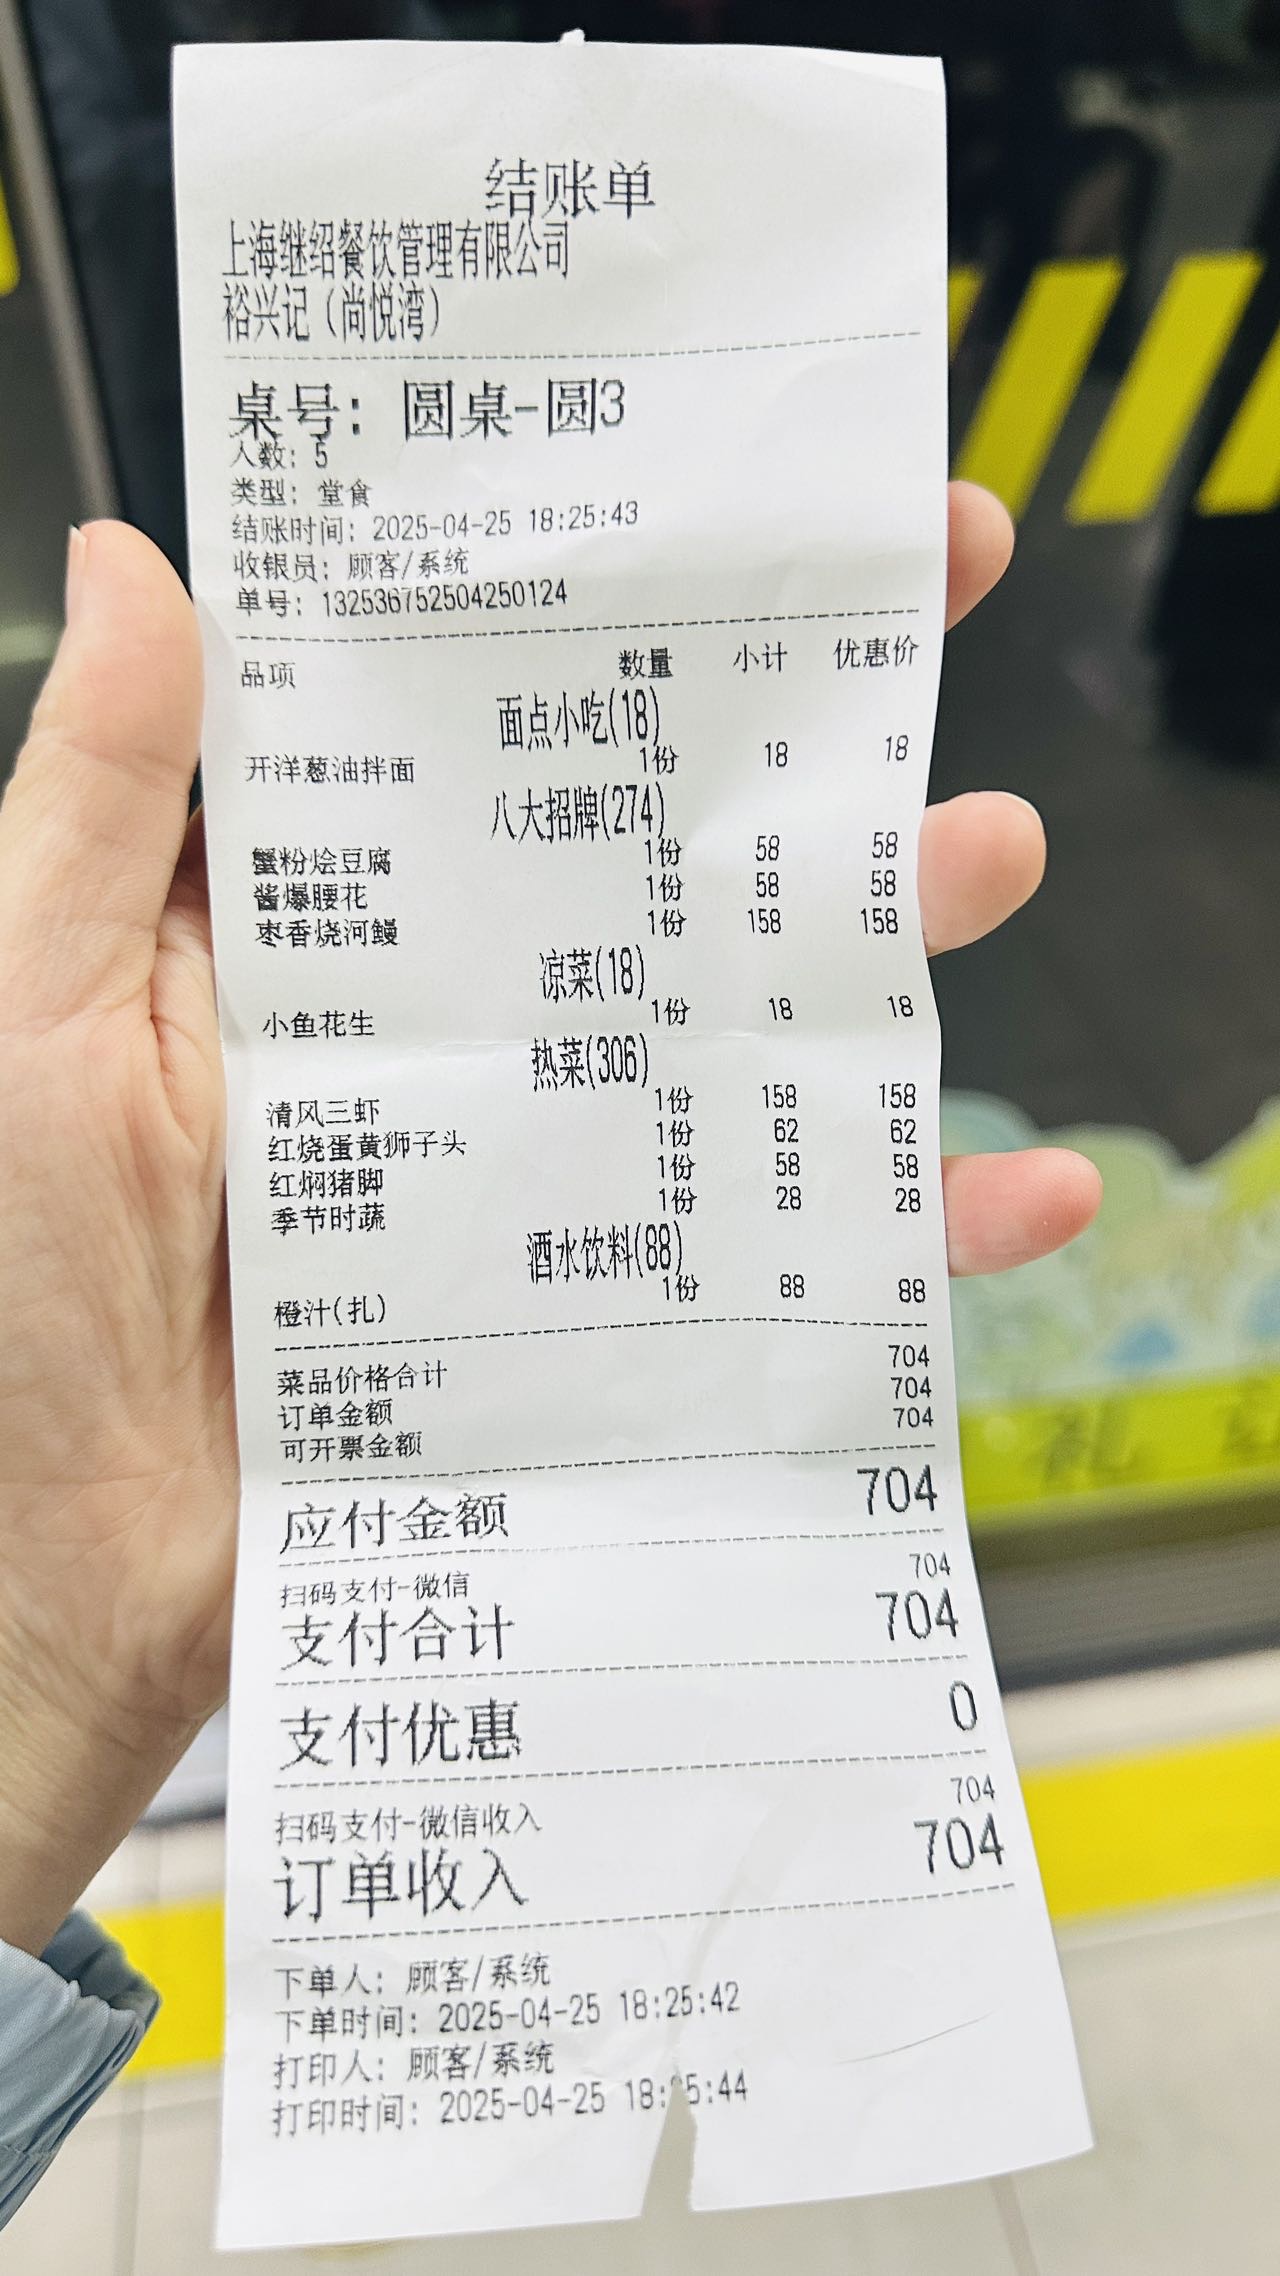 结账单
上海继绍餐饮管理有限公司
裕兴记（尚悦湾）
桌号：圆桌-圆3
人数：5
类型：堂食
结账时间：2025-04-25 18:25:43
收银员：顾客/系统
单号：132536752504250124
品项 数量 小计 优惠价
面点小吃(18)
开洋葱油拌面 1份 18 18
八大招牌(274)
蟹粉烩豆腐 1份 58 58
酱爆腰花 1份 58 58
枣香烧河鳗 1份 158 158
凉菜(18)
小鱼花生 1份 18 18
热菜(306)
清风三虾 1份 158 158
红烧蛋黄狮子头 1份 62 62
红焖猪脚 1份 58 58
季节时蔬 1份 28 28
酒水饮料(88)
橙汁(扎) 1份 88 88
菜品价格合计 704
订单金额 704
可开票金额 704
应付金额 704
扫码支付-微信 704
支付合计 704
支付优惠 0
扫码支付-微信收入 704
订单收入 704
下单人：顾客/系统
下单时间：2025-04-25 18:25:42
打印人：顾客/系统
打印时间：2025-04-25